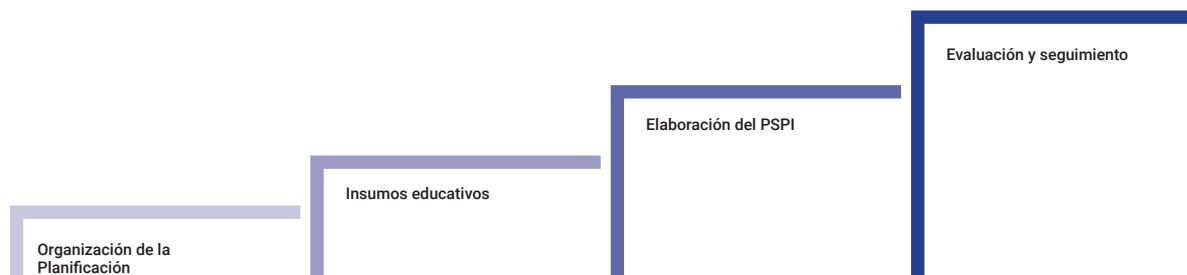 Evaluación y seguimiento
Elaboración del PSPI
Insumos educativos
Organización de la
Planificación